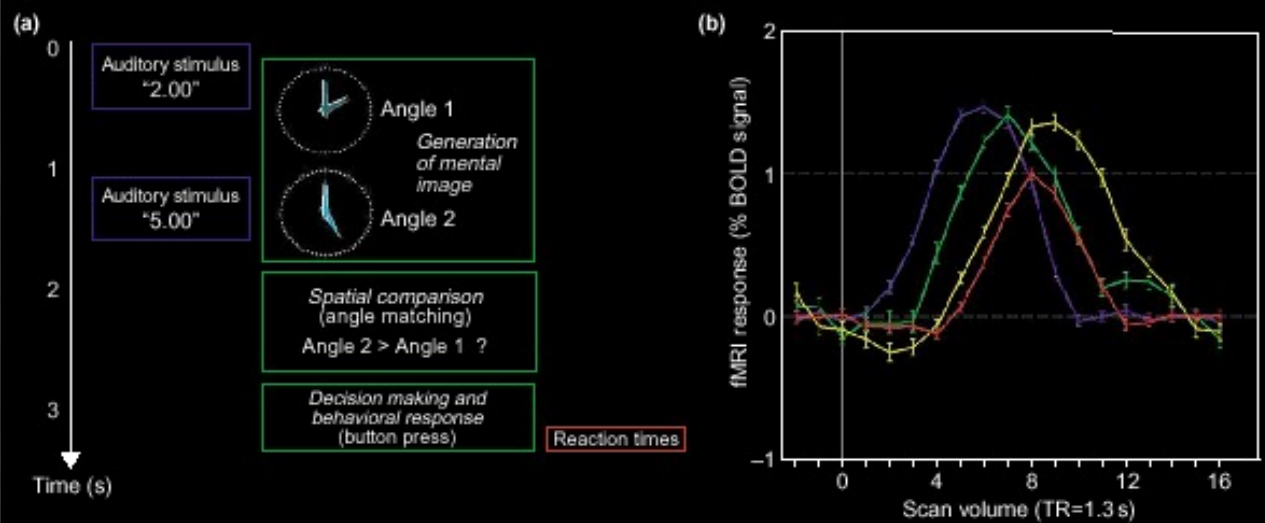 (a)
0
Auditory stimulus
“2.00”
Angle 1
Generation
of mental
image
1
Auditory stimulus
“5.00”
Angle 2
2
Spatial comparison
(angle matching)
Angle 2 > Angle 1 ?
3
Decision making and
behavioral response
(button press)
Reaction times
Time (s)
(b)
2
1
0
–1
fMRI response (% BOLD signal)
0 4 8 12 16
Scan volume (TR=1.3 s)